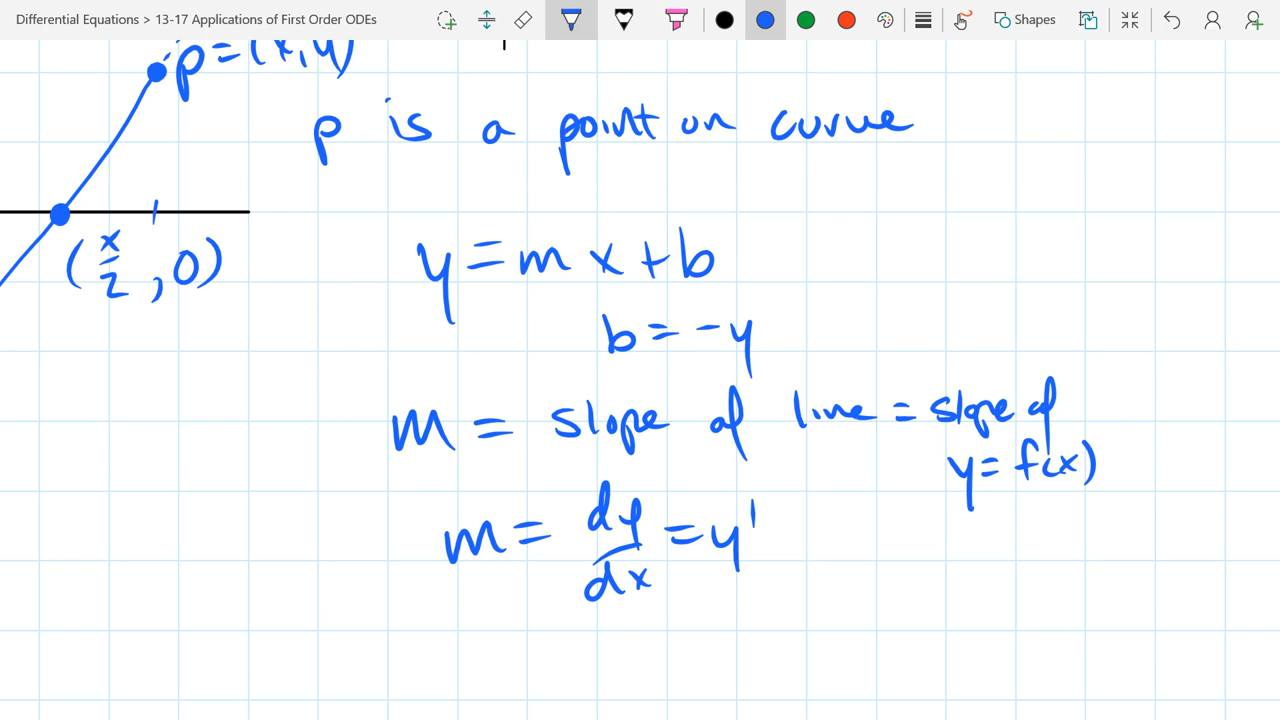 Differential Equations > 13-17 Applications of First Order ODEs
Shapes
p = (x, y)
p is a point on curve
(x/2, 0)
y = mx + b
b = -y
m = slope of line = slope of
y = f(x)
m = dy/dx = y'